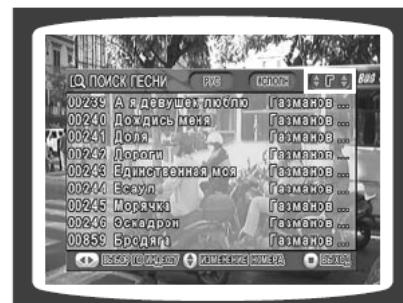 ПОИСК ПЕСНИ РУС ИСПОЛН Г
00239 А я девушек люблю Газманов ...
00240 Дождись меня Газманов ...
00241 Доля Газманов ...
00242 Дороги Газманов ...
00243 Единственная моя Газманов ...
00244 Есаул Газманов ...
00245 Морячка Газманов ...
00246 Эскадрон Газманов ...
00859 Бродяга Газманов ...
ВЫБОР ПО ИНДЕКСУ ИЗМЕНЕНИЕ НОМЕРА ВЫХОД